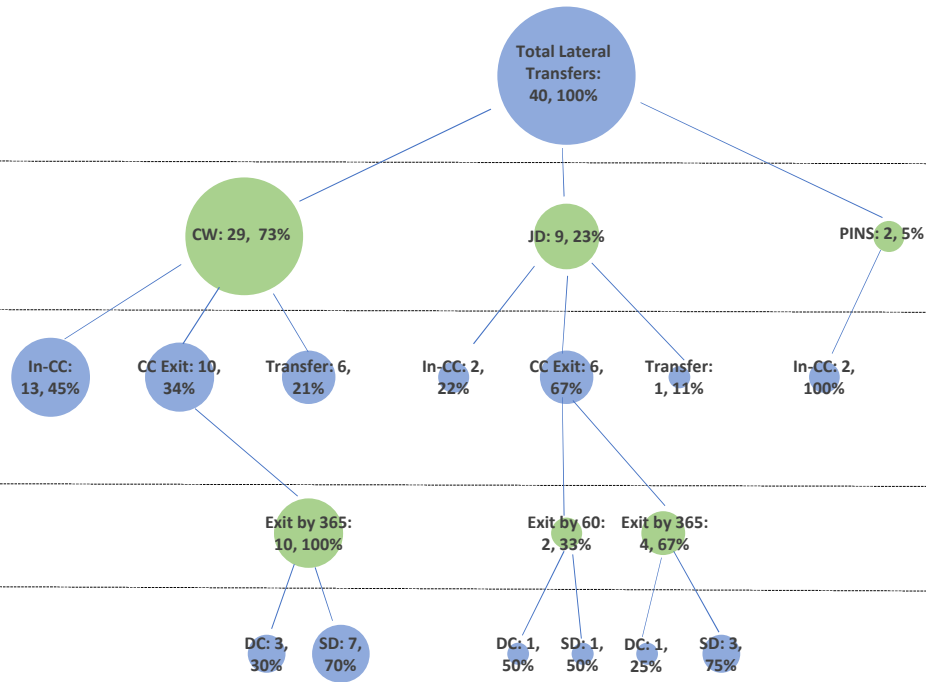 Total Lateral
Transfers:
40, 100%
CW: 29,  73%
JD: 9, 23%
PINS: 2, 5%
In-CC:
13, 45%
CC Exit: 10,
34%
Transfer: 6,
21%
In-CC: 2,
22%
CC Exit: 6,
67%
Transfer:
1, 11%
In-CC: 2,
100%
Exit by 365:
10, 100%
Exit by 60:
2, 33%
Exit by 365:
4, 67%
DC: 3,
30%
SD: 7,
70%
DC: 1,
50%
SD: 1,
50%
DC: 1,
25%
SD: 3,
75%